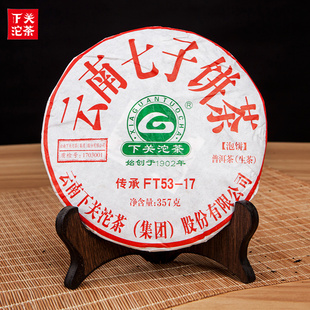 下关
沱茶
云南七子饼茶
XIAGUANTUOCHA
下关沱茶
始创于1902年
【泡饼】
普洱茶(生茶)
传承 FT53-17
净含量:357克
云南下关沱茶(集团)股份有限公司